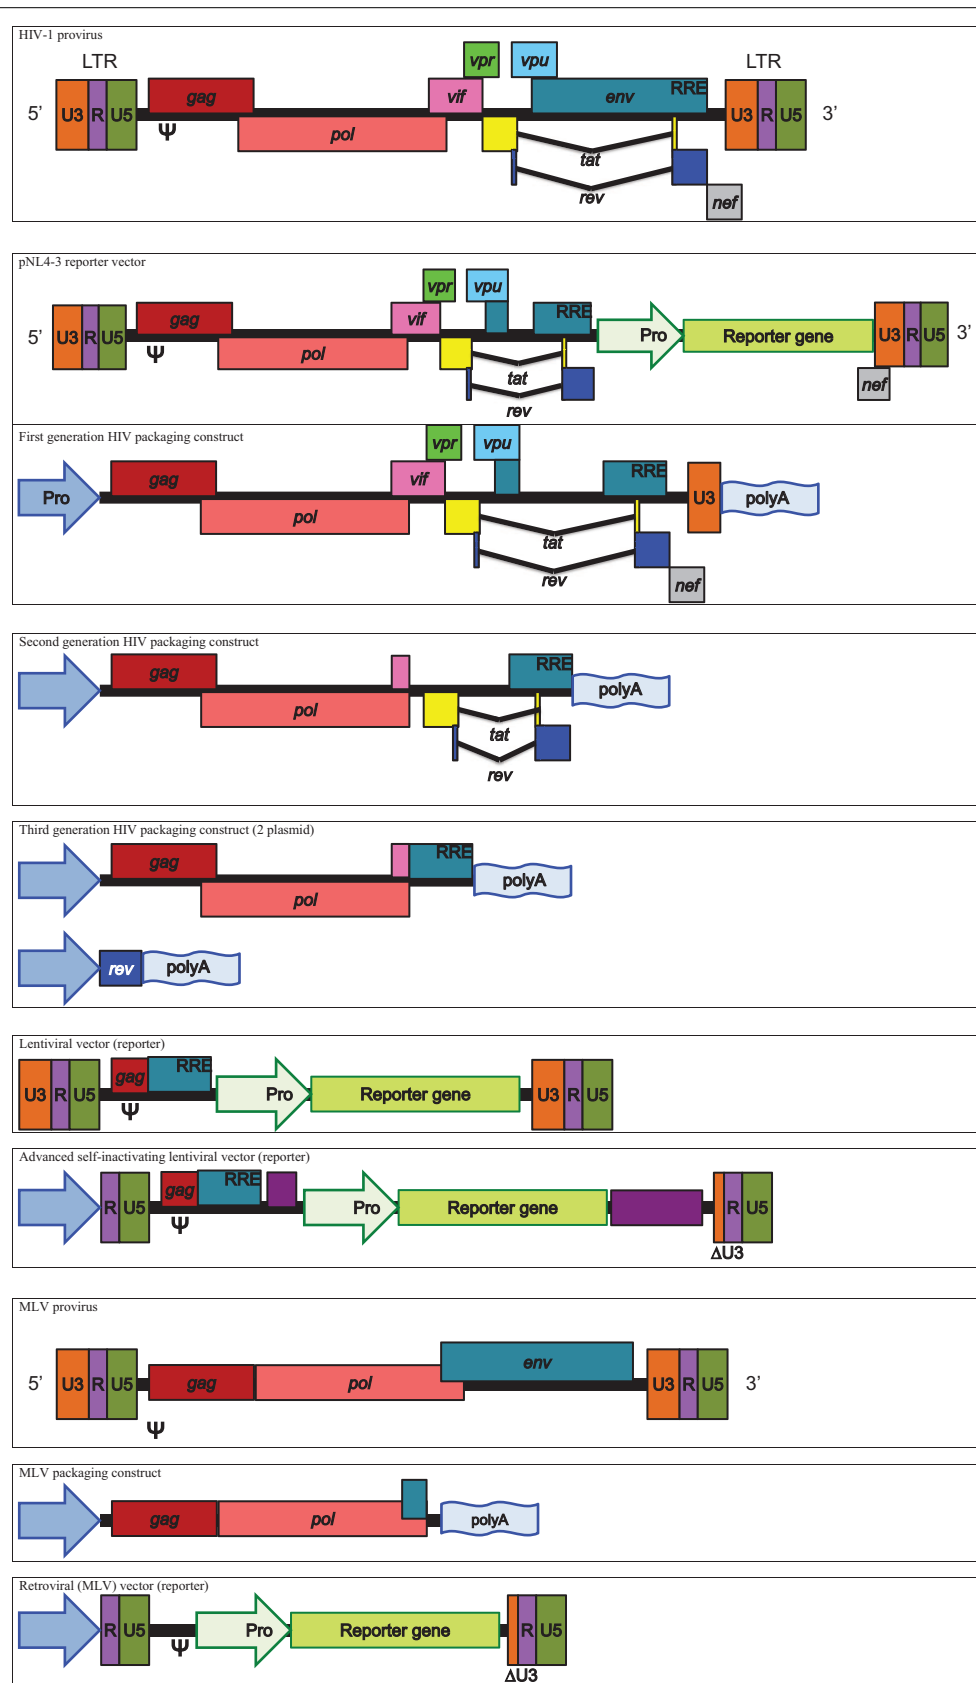 HIV-1 provirus
LTR
vpr
vpu
LTR
5’ U3 R U5 gag vif env RRE U3 R U5 3’
Ψ pol
tat
rev
nef
pNL4-3 reporter vector
vpr vpu
5’ U3 R U5 gag vif RRE Pro Reporter gene U3 R U5 3’
Ψ pol
tat
nef
rev
First generation HIV packaging construct
vpr vpu
Pro gag vif RRE U3 polyA
pol
tat
rev
nef
Second generation HIV packaging construct
gag RRE polyA
pol
tat
rev
Third generation HIV packaging construct (2 plasmid)
gag RRE polyA
pol
rev polyA
Lentiviral vector (reporter)
U3 R U5 gag RRE Pro Reporter gene U3 R U5
Ψ
Advanced self-inactivating lentiviral vector (reporter)
R U5 gag RRE Pro Reporter gene R U5
Ψ
ΔU3
MLV provirus
5’ U3 R U5 gag pol env U3 R U5 3’
Ψ
MLV packaging construct
gag pol polyA
Retroviral (MLV) vector (reporter)
R U5 Pro Reporter gene R U5
Ψ
ΔU3